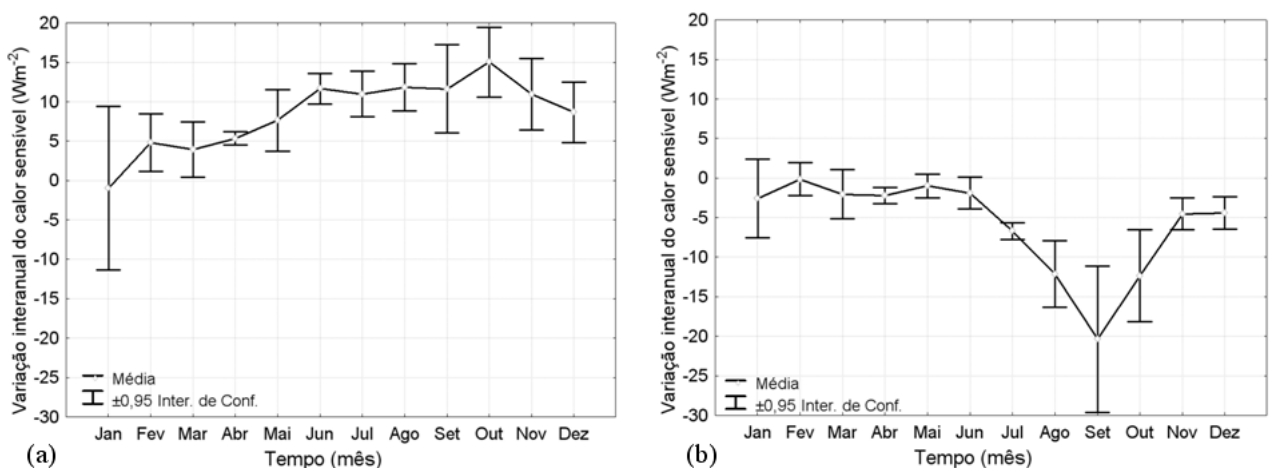 Variação interanual do calor sensível (Wm⁻²)
20
15
10
5
0
-5
-10
-15
-20
-25
-30
Média
±0,95 Inter. de Conf.
Jan Fev Mar Abr Mai Jun Jul Ago Set Out Nov Dez
Tempo (mês)
(a)
Variação interanual do calor sensível (Wm⁻²)
20
15
10
5
0
-5
-10
-15
-20
-25
-30
Média
±0,95 Inter. de Conf.
Jan Fev Mar Abr Mai Jun Jul Ago Set Out Nov Dez
Tempo (mês)
(b)